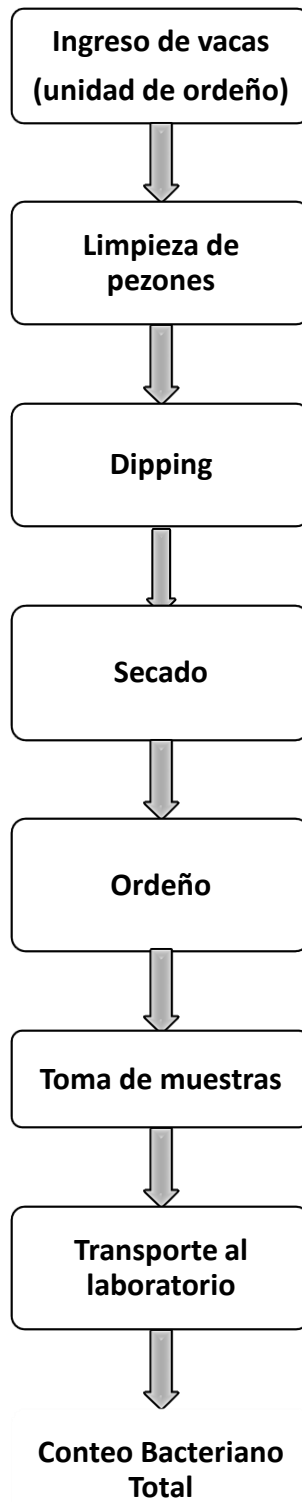 Ingreso de vacas
(unidad de ordeño)
Limpieza de
pezones
Dipping
Secado
Ordeño
Toma de muestras
Transporte al
laboratorio
Conteo Bacteriano
Total